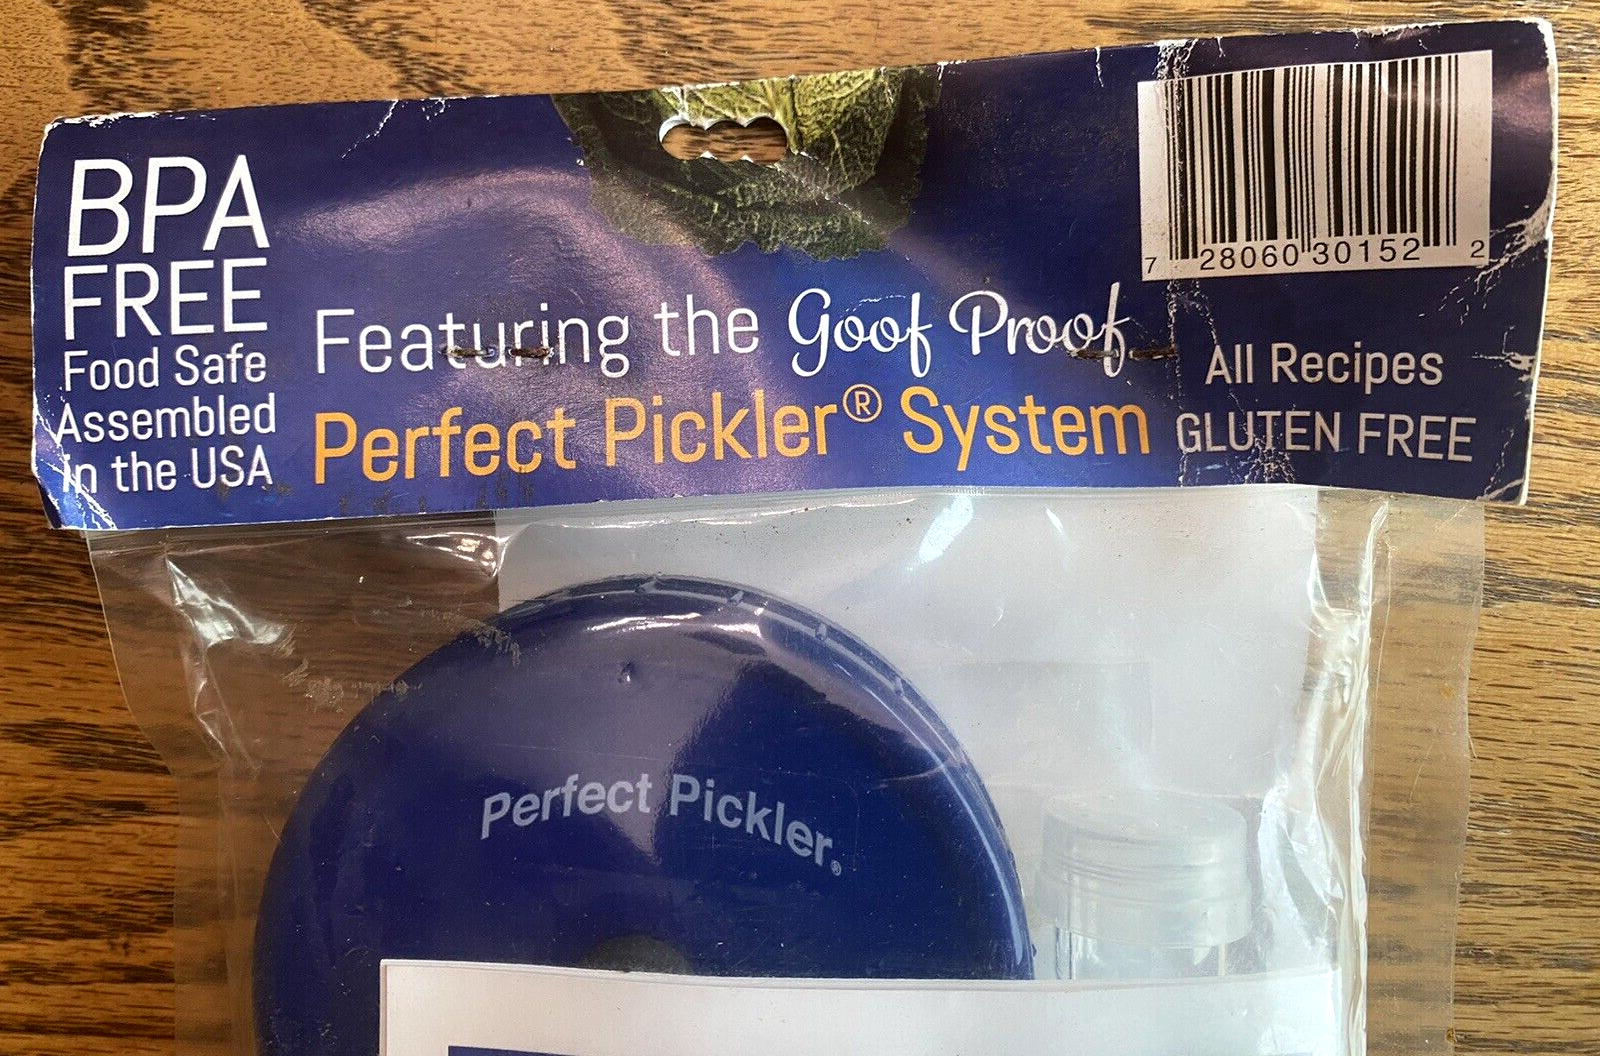 BPA
FREE
Food Safe
Assembled
in the USA
Featuring the Goof Proof
Perfect Pickler® System
7 28060 30152 2
All Recipes
GLUTEN FREE
Perfect Pickler®